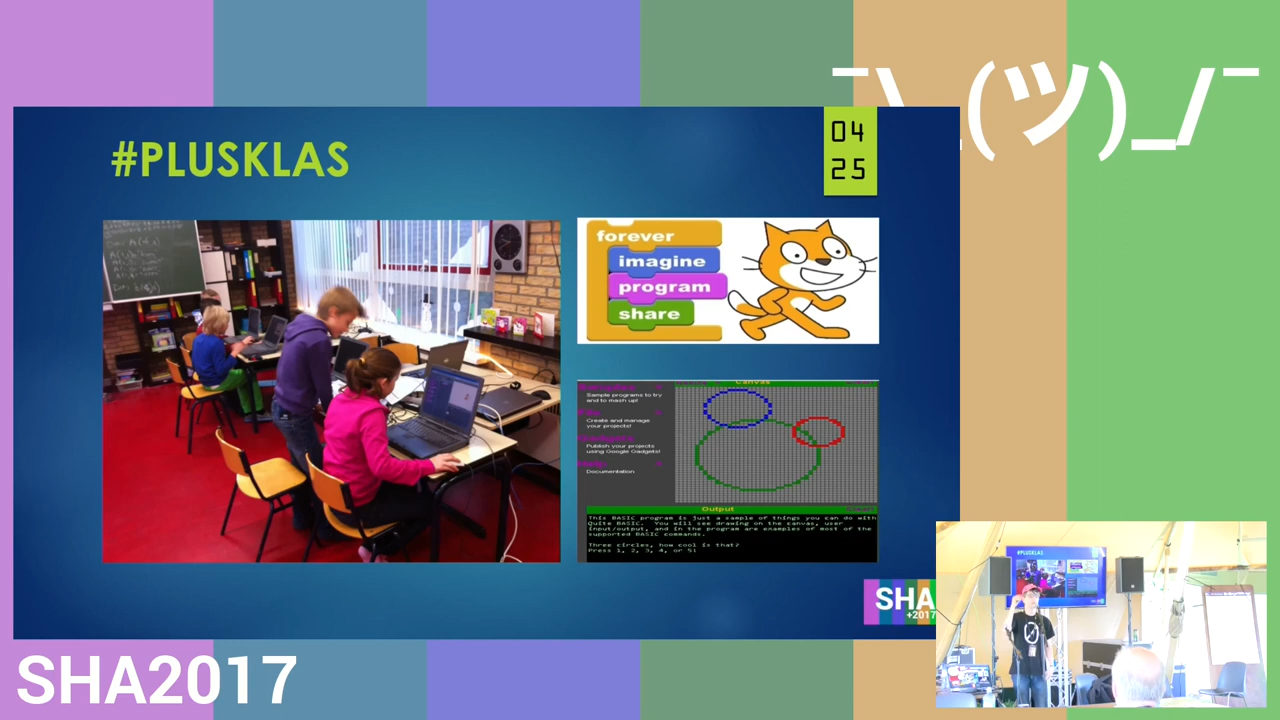 ¯\_(ツ)_/¯
#PLUSKLAS
04
25
forever
imagine
program
share
Canvas
Sample programs to try
and to mash up!
Create and manage
your projects!
Publish your projects
using Google Gadgets!
Documentation
Output
This BASIC program is just a sample of things you can do with
Quite BASIC. You will see drawing on the canvas, user
input/output, and in the program are examples of most of the
supported BASIC commands.
Three circles, how cool is that?
Press 1, 2, 3, 4, or 5:
SHA
+2017
#PLUSKLAS
SHA2017